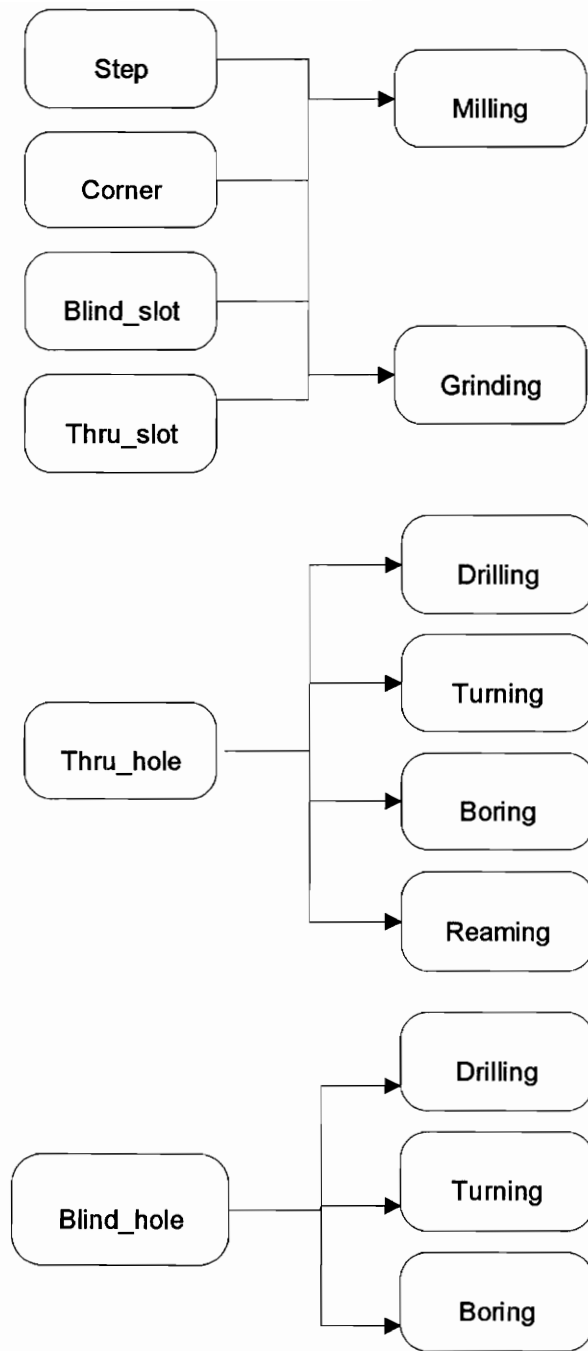 Step
Milling
Corner
Blind_slot
Grinding
Thru_slot
Drilling
Turning
Thru_hole
Boring
Reaming
Drilling
Turning
Blind_hole
Boring